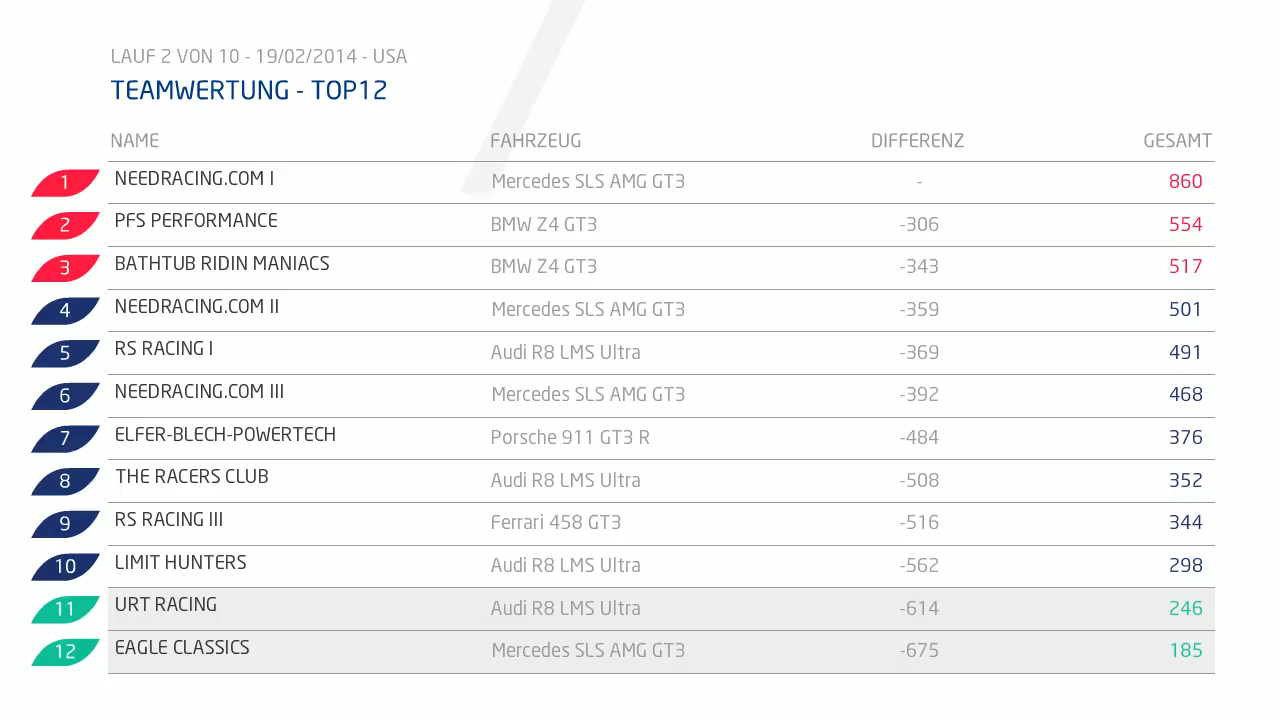 LAUF 2 VON 10 - 19/02/2014 - USA
TEAMWERTUNG - TOP12
NAME FAHRZEUG DIFFERENZ GESAMT
1 NEEDRACING.COM I Mercedes SLS AMG GT3 - 860
2 PFS PERFORMANCE BMW Z4 GT3 -306 554
3 BATHTUB RIDIN MANIACS BMW Z4 GT3 -343 517
4 NEEDRACING.COM II Mercedes SLS AMG GT3 -359 501
5 RS RACING I Audi R8 LMS Ultra -369 491
6 NEEDRACING.COM III Mercedes SLS AMG GT3 -392 468
7 ELFER-BLECH-POWERTECH Porsche 911 GT3 R -484 376
8 THE RACERS CLUB Audi R8 LMS Ultra -508 352
9 RS RACING III Ferrari 458 GT3 -516 344
10 LIMIT HUNTERS Audi R8 LMS Ultra -562 298
11 URT RACING Audi R8 LMS Ultra -614 246
12 EAGLE CLASSICS Mercedes SLS AMG GT3 -675 185